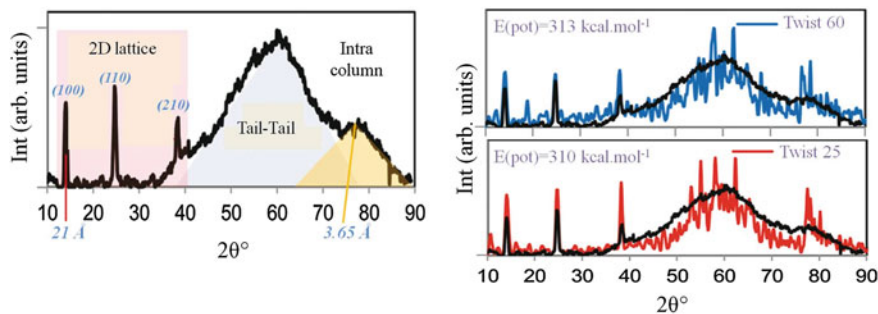 Int (arb. units)
2D lattice
(100)
(110)
(210)
Intra
column
Tail-Tail
10 20 30 40 50 60 70 80 90
21 Å
3.65 Å
2θ°
Int (arb. units)
E(pot)=313 kcal.mol-1
Twist 60
E(pot)=310 kcal.mol-1
Twist 25
10 20 30 40 50 60 70 80 90
2θ°